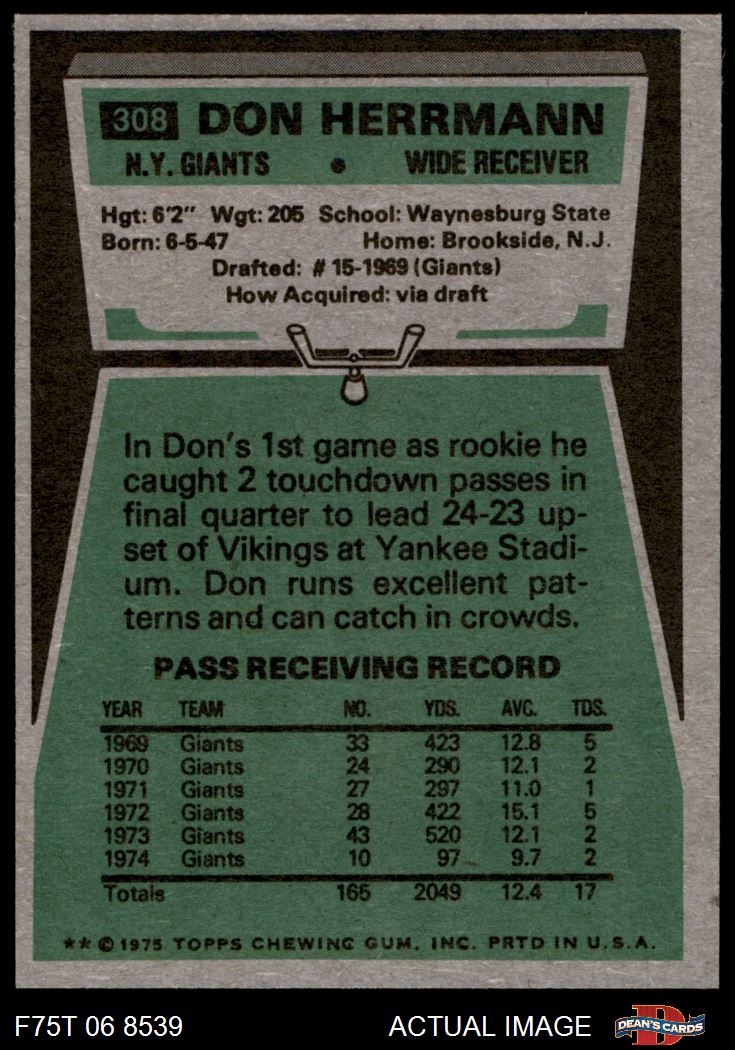 308 DON HERRMANN
N.Y. GIANTS • WIDE RECEIVER
Hgt: 6'2" Wgt: 205 School: Waynesburg State
Born: 6-5-47 Home: Brookside, N.J.
Drafted: # 15-1969 (Giants)
How Acquired: via draft
In Don's 1st game as rookie he
caught 2 touchdown passes in
final quarter to lead 24-23 up-
set of Vikings at Yankee Stadi-
um. Don runs excellent pat-
terns and can catch in crowds.
PASS RECEIVING RECORD
YEAR TEAM NO. YDS. AVG. TDS.
1969 Giants 33 423 12.8 5
1970 Giants 24 290 12.1 2
1971 Giants 27 297 11.0 1
1972 Giants 28 422 15.1 5
1973 Giants 43 520 12.1 2
1974 Giants 10 97 9.7 2
Totals 165 2049 12.4 17
**©1975 TOPPS CHEWING GUM, INC. PRTD IN U.S.A.
F75T 06 8539 ACTUAL IMAGE D DEAN'S CARDS